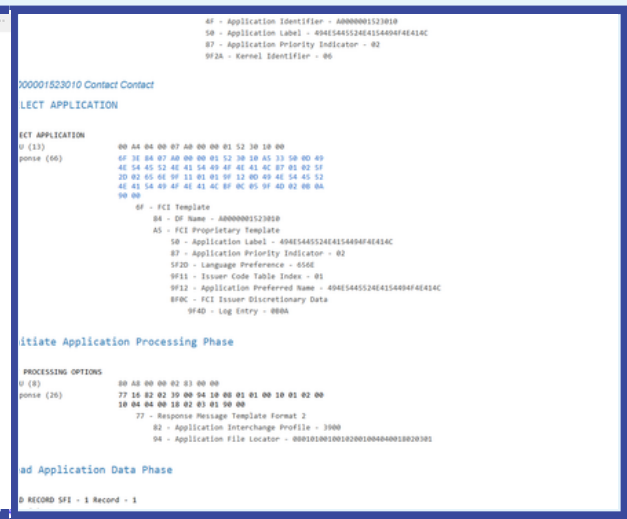 4F - Application Identifier - A0000001523010
50 - Application Label - 494E5445524E4154494F4E414C
87 - Application Priority Indicator - 02
9F2A - Kernel Identifier - 06
000001523010 Contact Contact
LECT APPLICATION
ECT APPLICATION
U (13) 00 A4 04 00 07 A0 00 00 01 52 30 10 00
ponse (66) 6F 3E 84 07 A0 00 00 01 52 30 10 A5 33 50 0D 49
4E 54 45 52 4E 41 54 49 4F 4E 41 4C 87 01 02 5F
2D 02 65 6E 9F 11 01 01 9F 12 0D 49 4E 54 45 52
4E 41 54 49 4F 4E 41 4C BF 0C 05 9F 4D 02 0B 0A
90 00
6F - FCI Template
84 - DF Name - A0000001523010
A5 - FCI Proprietary Template
50 - Application Label - 494E5445524E4154494F4E414C
87 - Application Priority Indicator - 02
5F2D - Language Preference - 656E
9F11 - Issuer Code Table Index - 01
9F12 - Application Preferred Name - 494E5445524E4154494F4E414C
BF0C - FCI Issuer Discretionary Data
9F4D - Log Entry - 0B0A
itiate Application Processing Phase
PROCESSING OPTIONS
U (8) 80 A8 00 00 02 83 00 00
ponse (26) 77 16 82 02 39 00 94 10 08 01 01 00 10 01 02 00
10 04 04 00 18 02 03 01 90 00
77 - Response Message Template Format 2
82 - Application Interchange Profile - 3900
94 - Application File Locator - 08010100100102001004040018020301
ad Application Data Phase
D RECORD SFI - 1 Record - 1